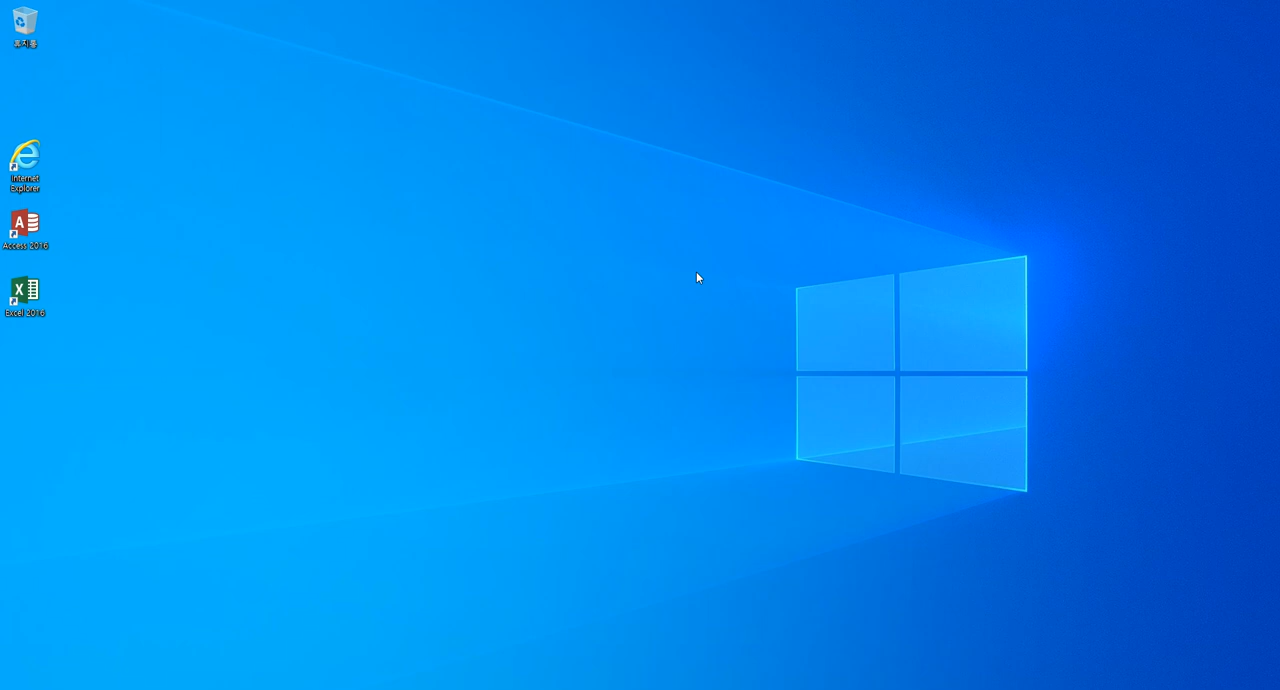 휴지통
Internet
Explorer
Access 2016
Excel 2016